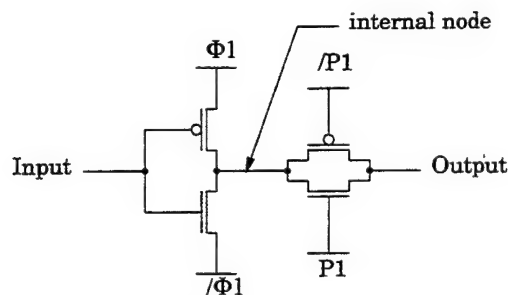 internal node
Φ1
/P1
Input
Output
/Φ1
P1